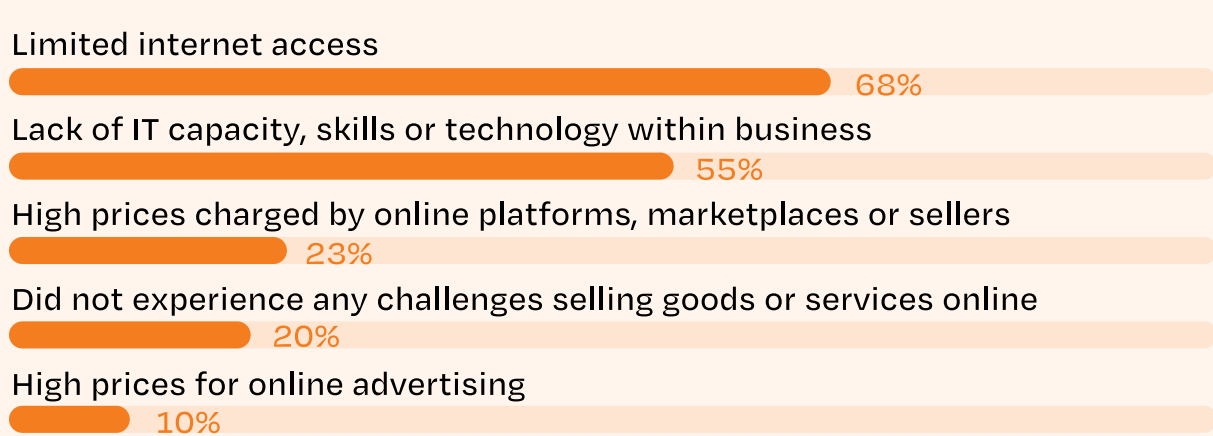 Limited internet access
68%
Lack of IT capacity, skills or technology within business
55%
High prices charged by online platforms, marketplaces or sellers
23%
Did not experience any challenges selling goods or services online
20%
High prices for online advertising
10%